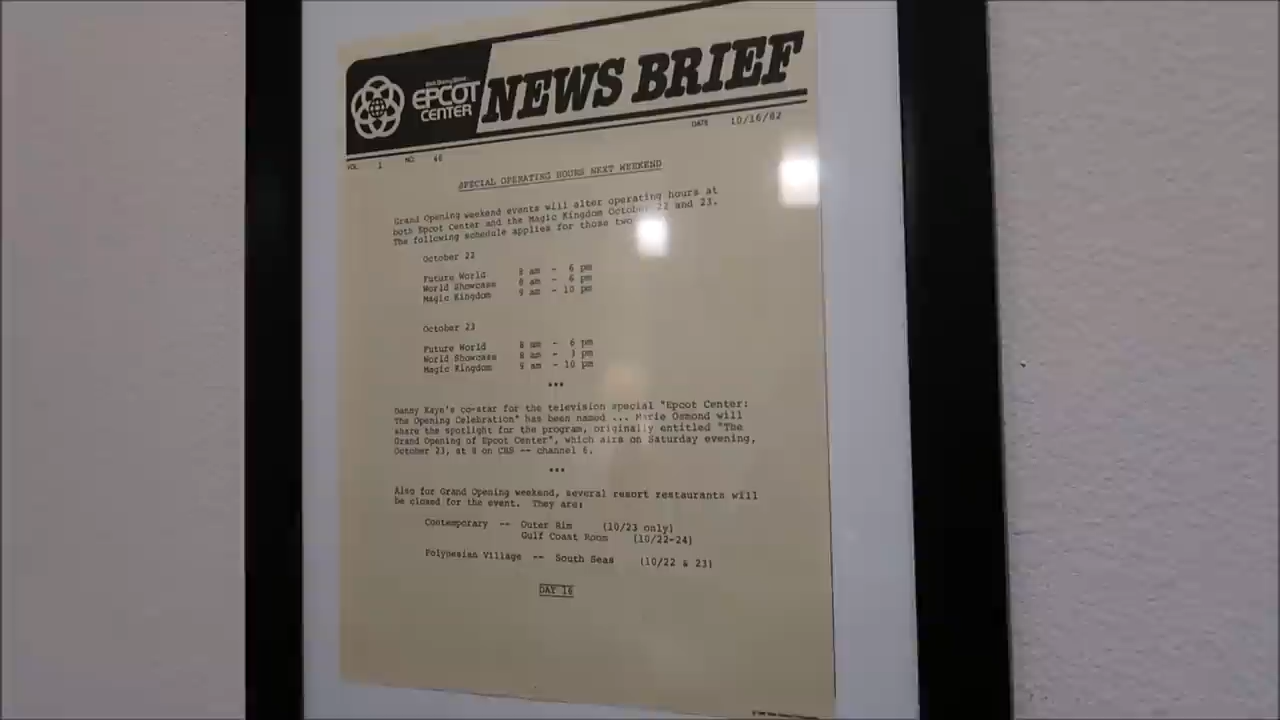 Walt Disney World
EPCOT
CENTER
NEWS BRIEF
DATE 10/16/82
VOL. 1 NO. 46
SPECIAL OPERATING HOURS NEXT WEEKEND
Grand Opening weekend events will alter operating hours at
both Epcot Center and the Magic Kingdom October 22 and 23.
The following schedule applies for those two
October 22
Future World 8 am - 6 pm
World Showcase 8 am - 6 pm
Magic Kingdom 9 am - 10 pm
October 23
Future World 8 am - 6 pm
World Showcase 8 am - 3 pm
Magic Kingdom 9 am - 10 pm
***
Danny Kaye's co-star for the television special "Epcot Center:
The Opening Celebration" has been named ... Marie Osmond will
share the spotlight for the program, originally entitled "The
Grand Opening of Epcot Center", which airs on Saturday evening,
October 23, at 8 on CBS -- channel 6.
***
Also for Grand Opening weekend, several resort restaurants will
be closed for the event. They are:
Contemporary -- Outer Rim (10/23 only)
Gulf Coast Room (10/22-24)
Polynesian Village -- South Seas (10/22 & 23)
DAY 16